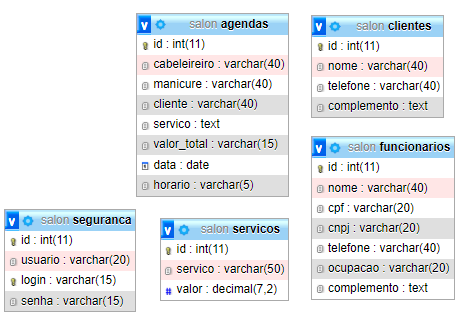 salon agendas
id : int(11)
cabeleireiro : varchar(40)
manicure : varchar(40)
cliente : varchar(40)
servico : text
valor_total : varchar(15)
data : date
horario : varchar(5)
salon clientes
id : int(11)
nome : varchar(40)
telefone : varchar(40)
complemento : text
salon funcionarios
id : int(11)
nome : varchar(40)
cpf : varchar(20)
cnpj : varchar(20)
telefone : varchar(40)
ocupacao : varchar(20)
complemento : text
salon seguranca
id : int(11)
usuario : varchar(20)
login : varchar(15)
senha : varchar(15)
salon servicos
id : int(11)
servico : varchar(50)
valor : decimal(7,2)